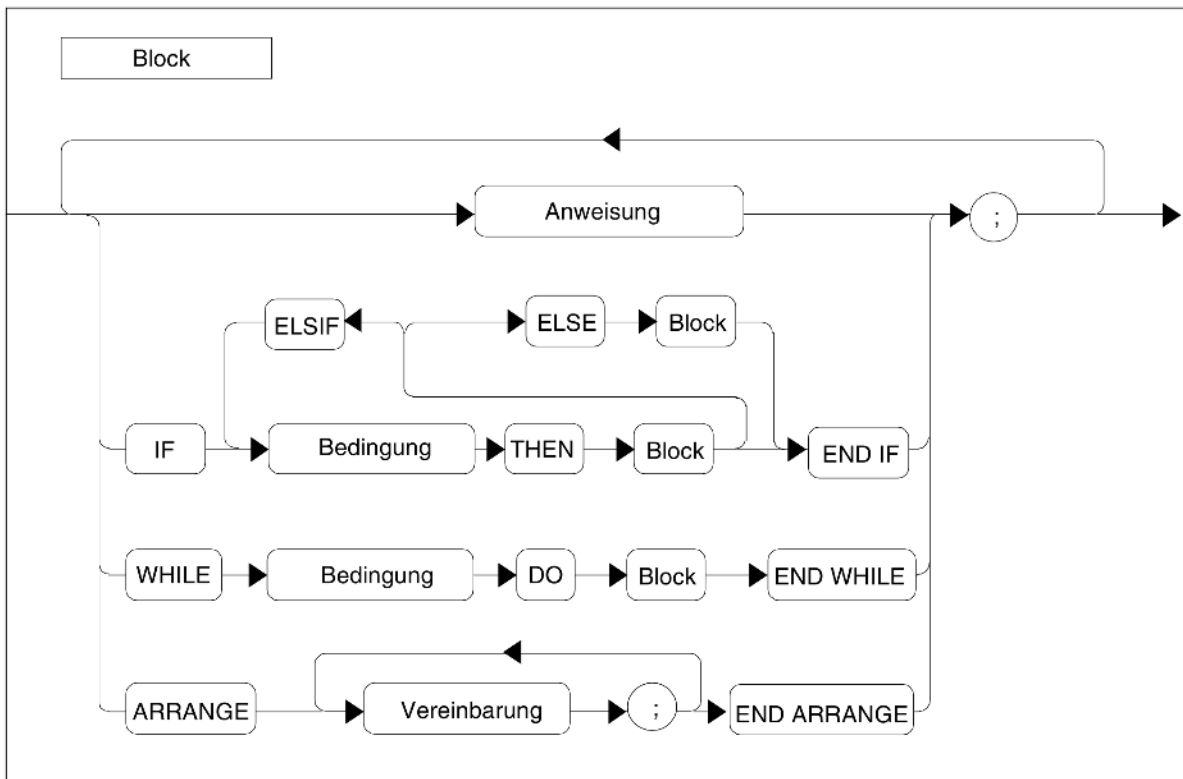 Block
Anweisung
;
ELSIF
ELSE
Block
IF
Bedingung
THEN
Block
END IF
WHILE
Bedingung
DO
Block
END WHILE
ARRANGE
Vereinbarung
;
END ARRANGE